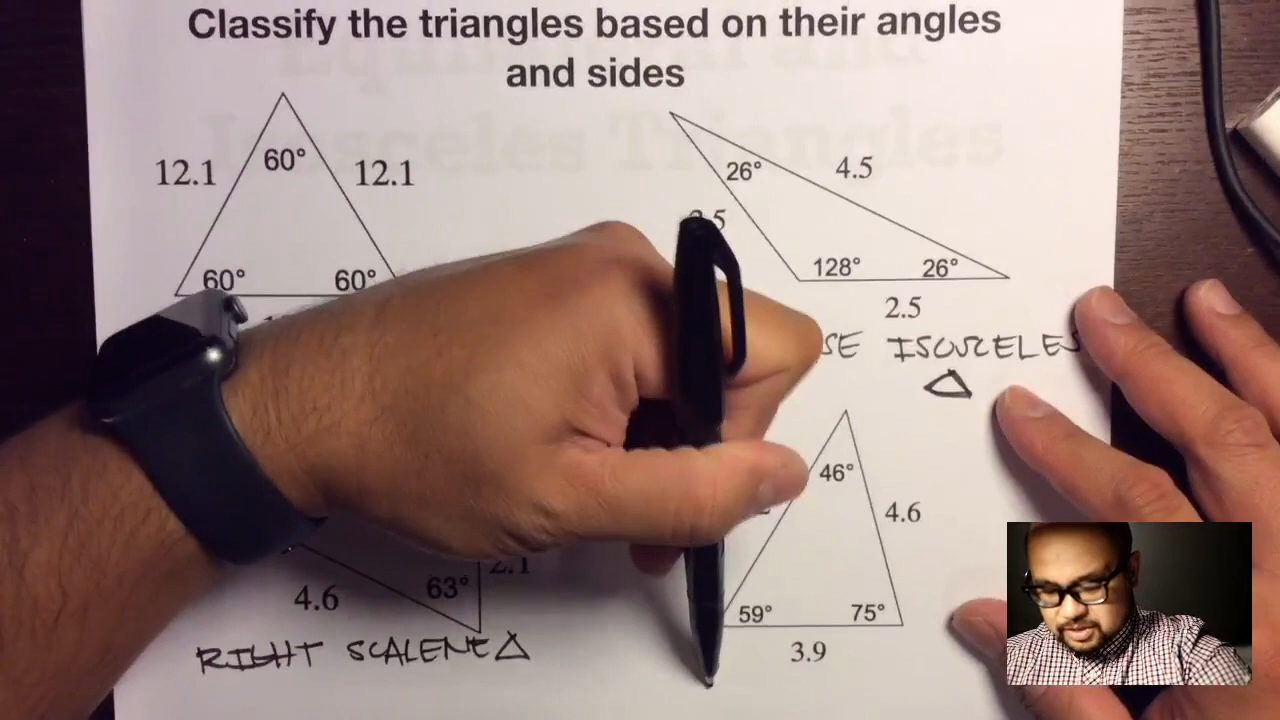 Classify the triangles based on their angles
and sides
12.1 60° 12.1
60° 60°
26° 4.5
128° 26°
2.5
SE ISOSCELES
46°
4.6
59° 75°
3.9
2.1
63°
4.6
RIGHT SCALENE